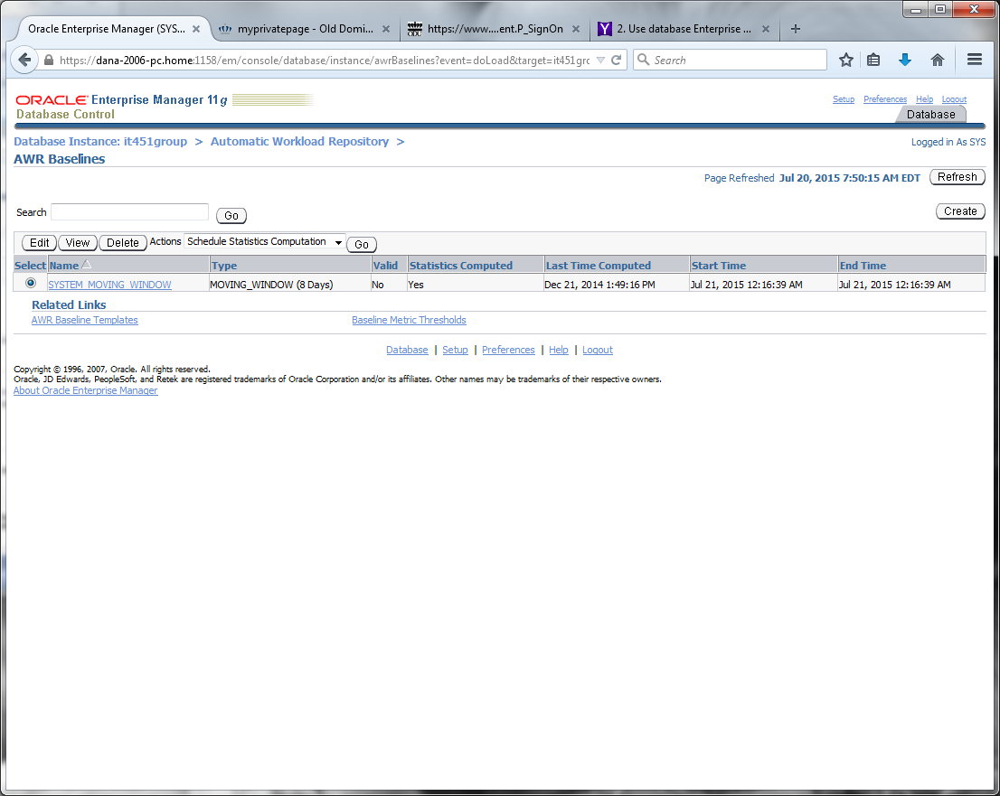 Oracle Enterprise Manager (SYS... myprivatepage - Old Domi... https://www....ent.P_SignOn 2. Use database Enterprise ...
https://dana-2006-pc.home:1158/em/console/database/instance/awrBaselines?event=doLoad&target=it451grc Search
ORACLE Enterprise Manager 11g
Database Control
Setup Preferences Help Logout
Database
Database Instance: it451group > Automatic Workload Repository > Logged in As SYS
AWR Baselines
Page Refreshed Jul 20, 2015 7:50:15 AM EDT Refresh
Search Go Create
Edit View Delete Actions Schedule Statistics Computation Go
Select Name Type Valid Statistics Computed Last Time Computed Start Time End Time
SYSTEM_MOVING_WINDOW MOVING_WINDOW (8 Days) No Yes Dec 21, 2014 1:49:16 PM Jul 21, 2015 12:16:39 AM Jul 21, 2015 12:16:39 AM
Related Links
AWR Baseline Templates Baseline Metric Thresholds
Database | Setup | Preferences | Help | Logout
Copyright © 1996, 2007, Oracle. All rights reserved.
Oracle, JD Edwards, PeopleSoft, and Retek are registered trademarks of Oracle Corporation and/or its affiliates. Other names may be trademarks of their respective owners.
About Oracle Enterprise Manager